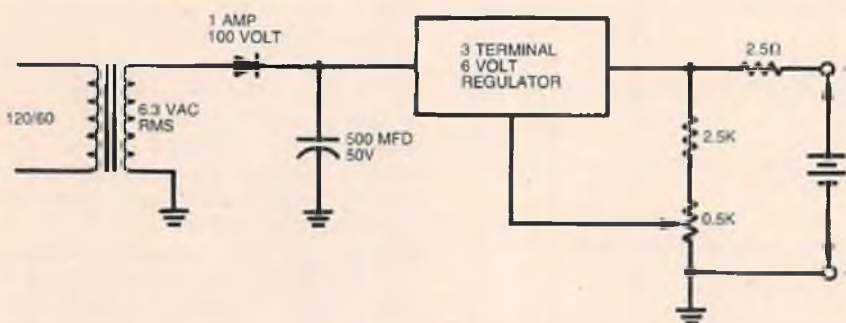 1 AMP
100 VOLT
120/60
6.3 VAC
RMS
500 MFD
50V
3 TERMINAL
6 VOLT
REGULATOR
2.5Ω
2.5K
0.5K